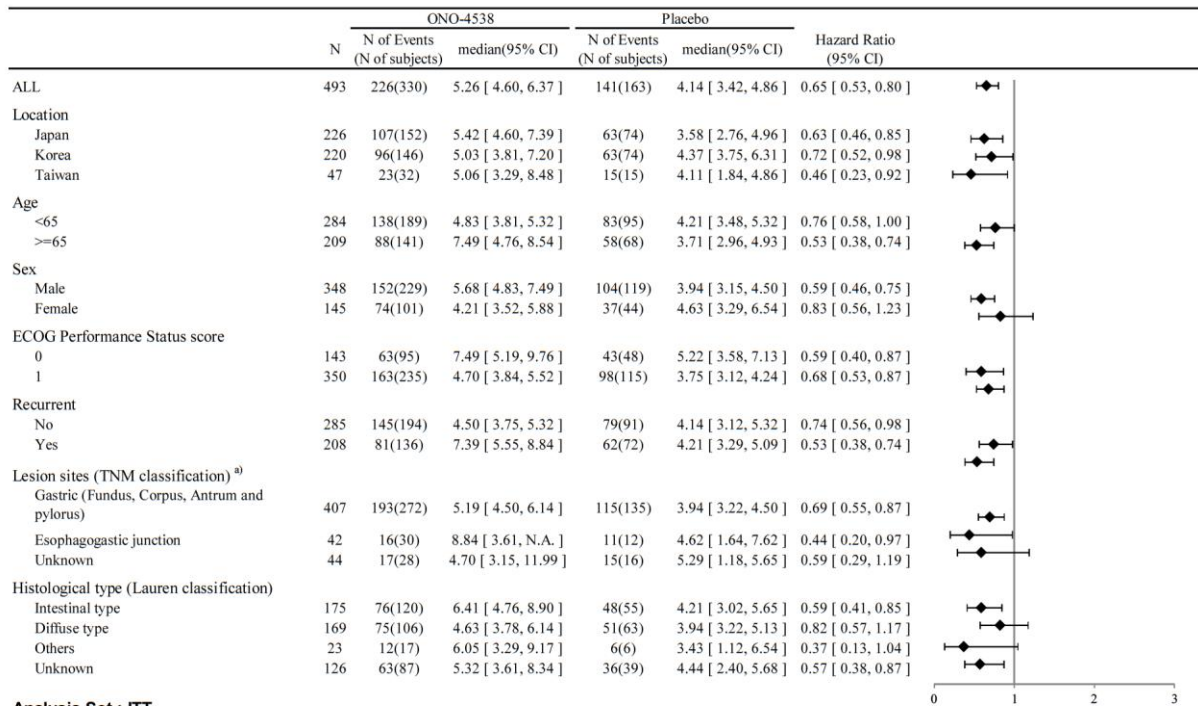 ONO-4538 Placebo
N N of Events (N of subjects) median(95% CI) N of Events (N of subjects) median(95% CI) Hazard Ratio (95% CI)
ALL 493 226(330) 5.26 [ 4.60, 6.37 ] 141(163) 4.14 [ 3.42, 4.86 ] 0.65 [ 0.53, 0.80 ]
Location
Japan 226 107(152) 5.42 [ 4.60, 7.39 ] 63(74) 3.58 [ 2.76, 4.96 ] 0.63 [ 0.46, 0.85 ]
Korea 220 96(146) 5.03 [ 3.81, 7.20 ] 63(74) 4.37 [ 3.75, 6.31 ] 0.72 [ 0.52, 0.98 ]
Taiwan 47 23(32) 5.06 [ 3.29, 8.48 ] 15(15) 4.11 [ 1.84, 4.86 ] 0.46 [ 0.23, 0.92 ]
Age
<65 284 138(189) 4.83 [ 3.81, 5.32 ] 83(95) 4.21 [ 3.48, 5.32 ] 0.76 [ 0.58, 1.00 ]
>=65 209 88(141) 7.49 [ 4.76, 8.54 ] 58(68) 3.71 [ 2.96, 4.93 ] 0.53 [ 0.38, 0.74 ]
Sex
Male 348 152(229) 5.68 [ 4.83, 7.49 ] 104(119) 3.94 [ 3.15, 4.50 ] 0.59 [ 0.46, 0.75 ]
Female 145 74(101) 4.21 [ 3.52, 5.88 ] 37(44) 4.63 [ 3.29, 6.54 ] 0.83 [ 0.56, 1.23 ]
ECOG Performance Status score
0 143 63(95) 7.49 [ 5.19, 9.76 ] 43(48) 5.22 [ 3.58, 7.13 ] 0.59 [ 0.40, 0.87 ]
1 350 163(235) 4.70 [ 3.84, 5.52 ] 98(115) 3.75 [ 3.12, 4.24 ] 0.68 [ 0.53, 0.87 ]
Recurrent
No 285 145(194) 4.50 [ 3.75, 5.32 ] 79(91) 4.14 [ 3.12, 5.32 ] 0.74 [ 0.56, 0.98 ]
Yes 208 81(136) 7.39 [ 5.55, 8.84 ] 62(72) 4.21 [ 3.29, 5.09 ] 0.53 [ 0.38, 0.74 ]
Lesion sites (TNM classification) a)
Gastric (Fundus, Corpus, Antrum and
pylorus) 407 193(272) 5.19 [ 4.50, 6.14 ] 115(135) 3.94 [ 3.22, 4.50 ] 0.69 [ 0.55, 0.87 ]
Esophagogastic junction 42 16(30) 8.84 [ 3.61, N.A. ] 11(12) 4.62 [ 1.64, 7.62 ] 0.44 [ 0.20, 0.97 ]
Unknown 44 17(28) 4.70 [ 3.15, 11.99 ] 15(16) 5.29 [ 1.18, 5.65 ] 0.59 [ 0.29, 1.19 ]
Histological type (Lauren classification)
Intestinal type 175 76(120) 6.41 [ 4.76, 8.90 ] 48(55) 4.21 [ 3.02, 5.65 ] 0.59 [ 0.41, 0.85 ]
Diffuse type 169 75(106) 4.63 [ 3.78, 6.14 ] 51(63) 3.94 [ 3.22, 5.13 ] 0.82 [ 0.57, 1.17 ]
Others 23 12(17) 6.05 [ 3.29, 9.17 ] 6(6) 3.43 [ 1.12, 6.54 ] 0.37 [ 0.13, 1.04 ]
Unknown 126 63(87) 5.32 [ 3.61, 8.34 ] 36(39) 4.44 [ 2.40, 5.68 ] 0.57 [ 0.38, 0.87 ]
0 1 2 3
Analysis Set : ITT